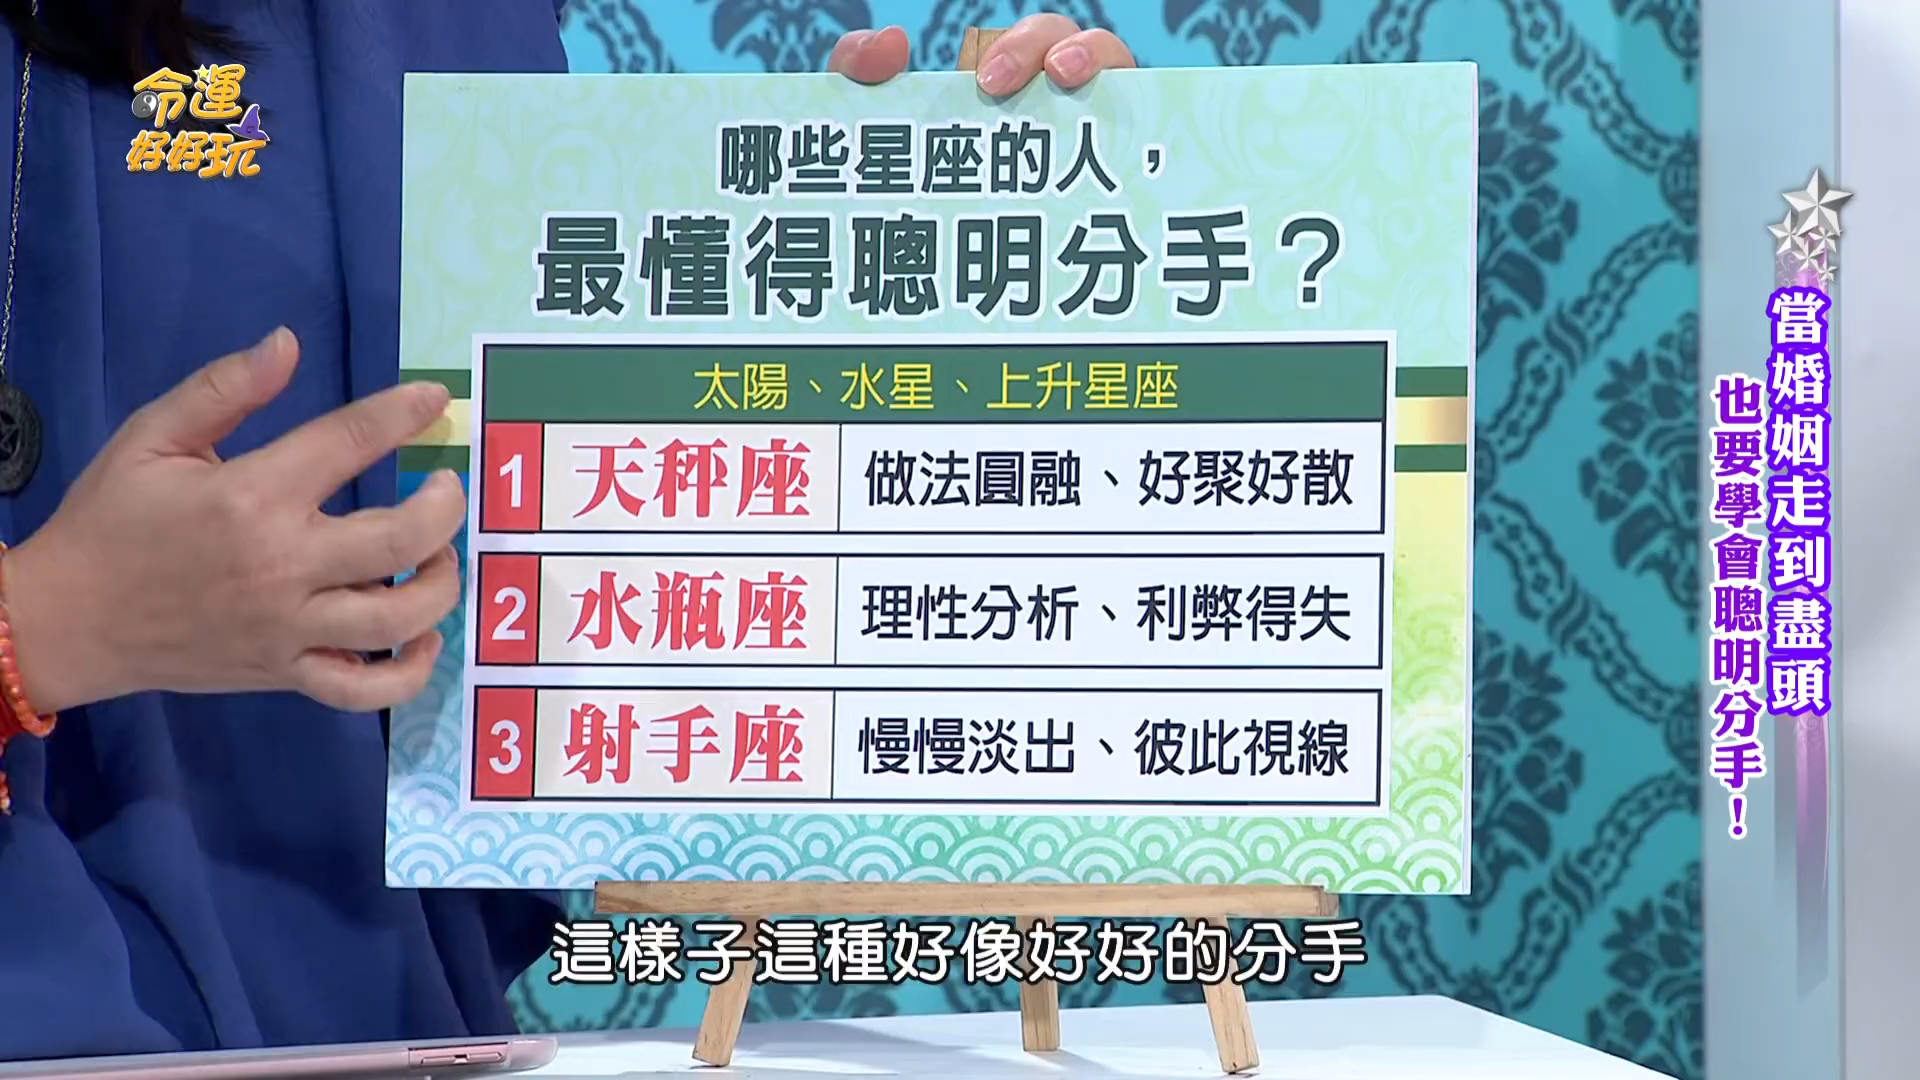 命運
好好玩
哪些星座的人，
最懂得聰明分手？
太陽、水星、上升星座
1 天秤座 做法圓融、好聚好散
2 水瓶座 理性分析、利弊得失
3 射手座 慢慢淡出、彼此視線
當婚姻走到盡頭
也要學會聰明分手！
這樣子這種好像好好的分手